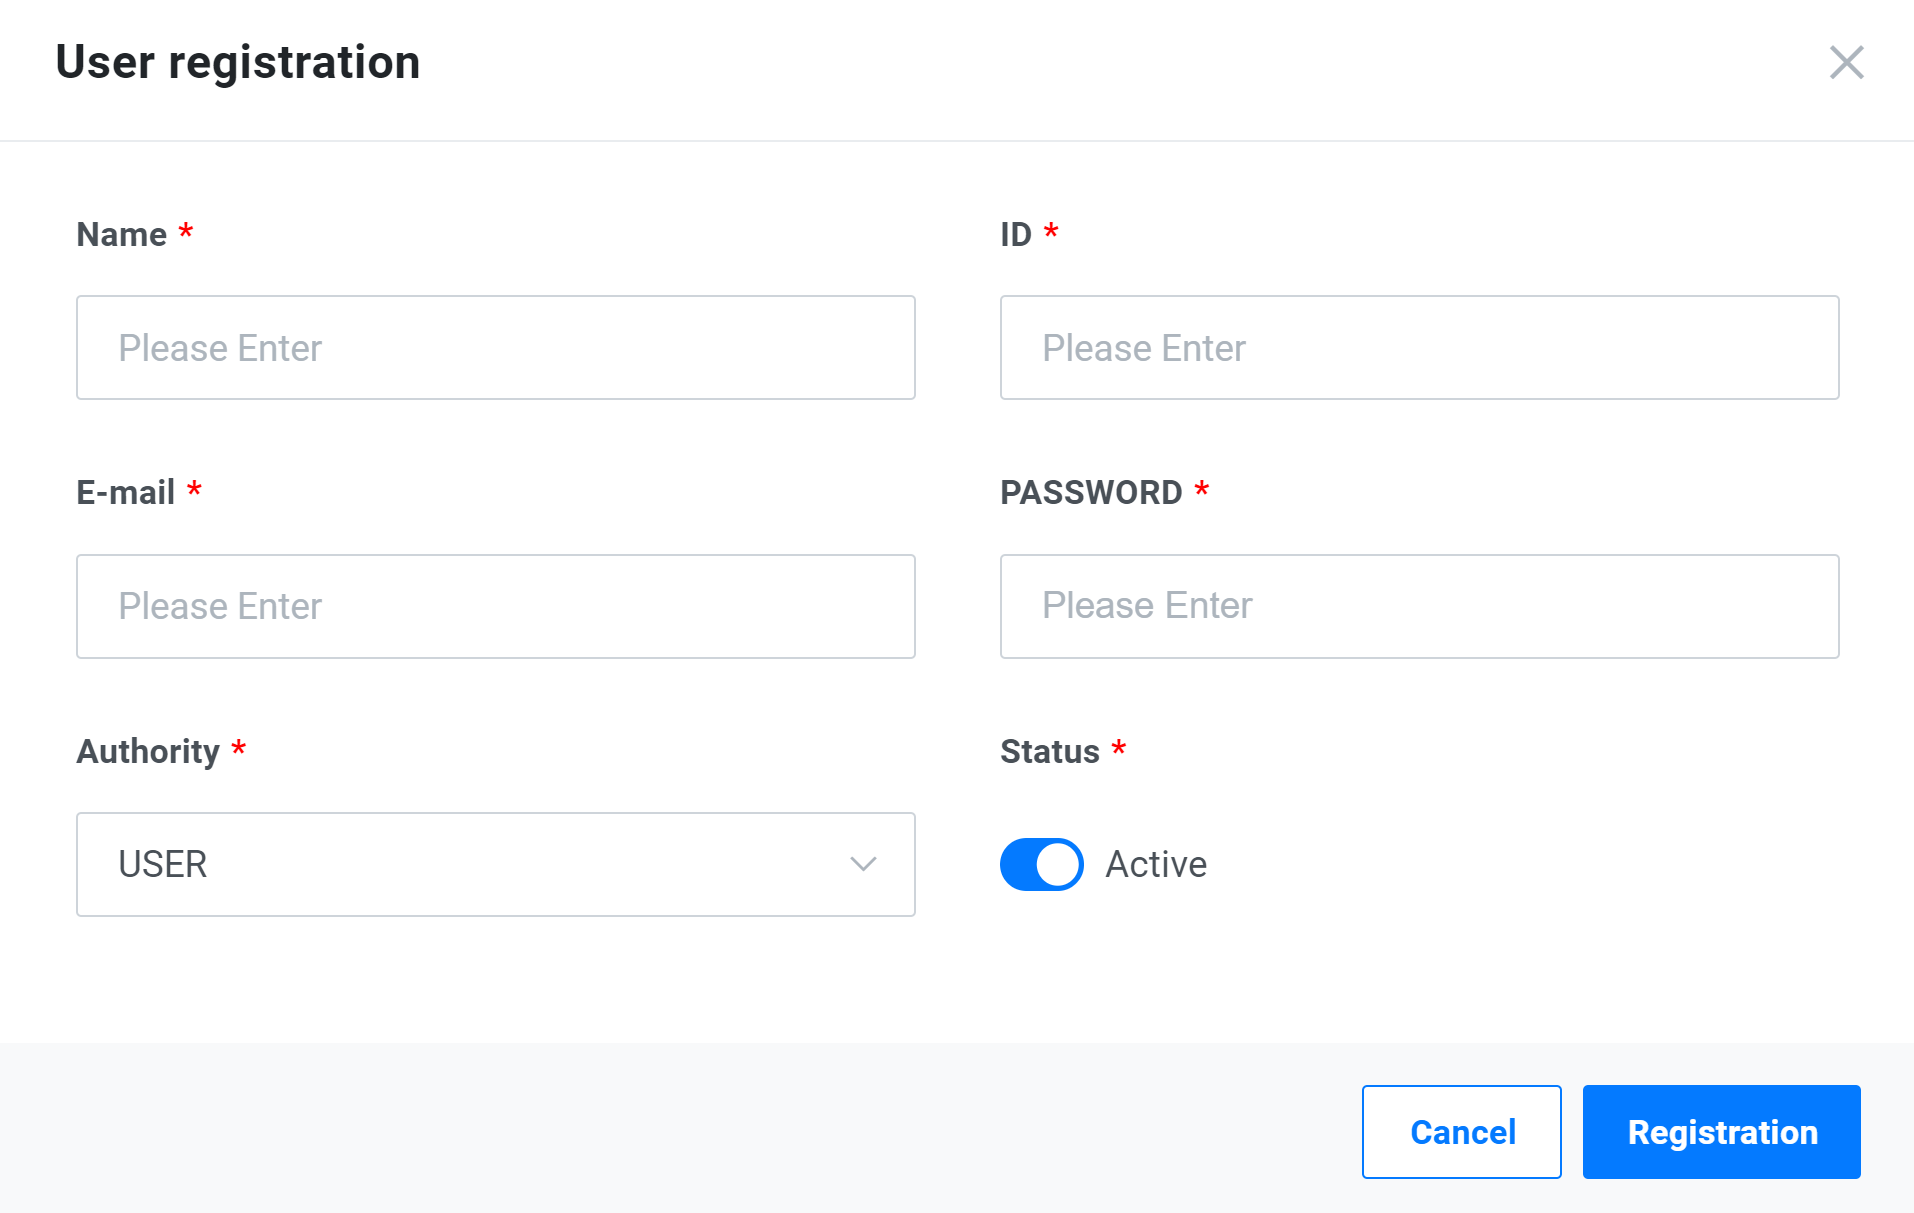 User registration
Name *
ID *
Please Enter
Please Enter
E-mail *
PASSWORD *
Please Enter
Please Enter
Authority *
Status *
USER
Active
Cancel
Registration